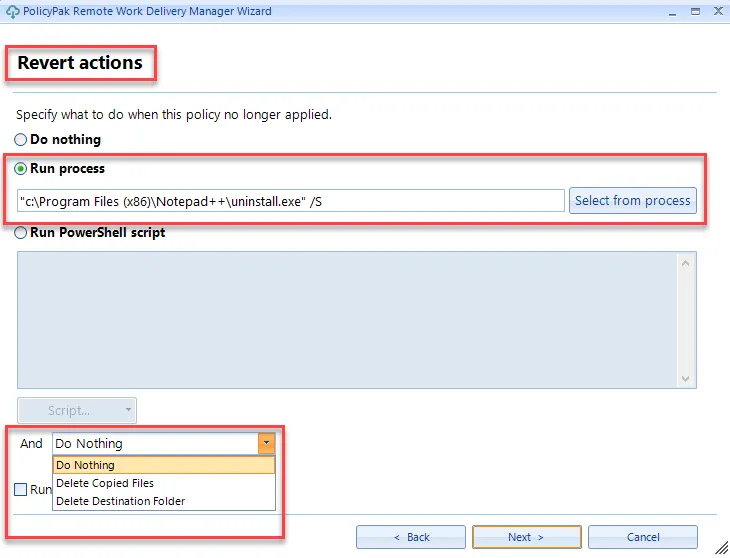 PolicyPak Remote Work Delivery Manager Wizard
Revert actions
Specify what to do when this policy no longer applied.
Do nothing
Run process
"c:\Program Files (x86)\Notepad++\uninstall.exe" /S
Select from process
Run PowerShell script
Script...
And Do Nothing
Do Nothing
Run Delete Copied Files
Delete Destination Folder
< Back Next > Cancel